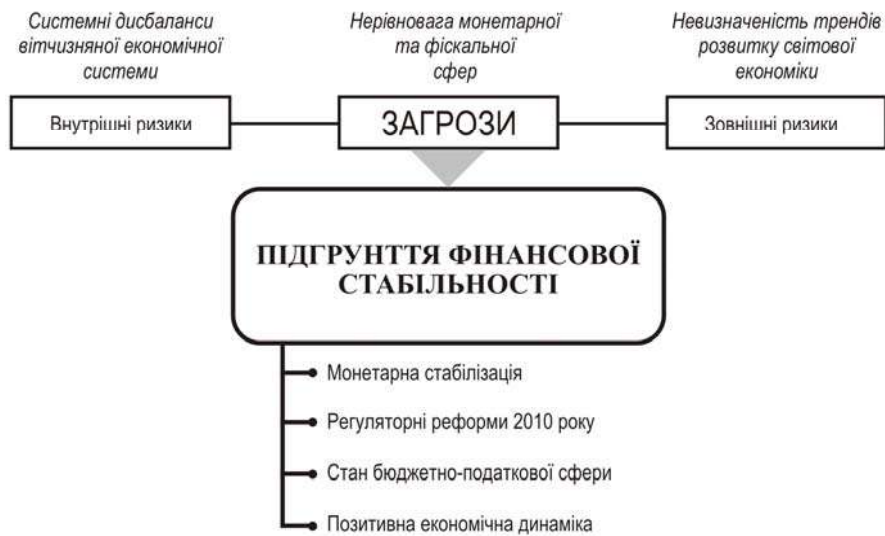 Системні дисбаланси
вітчизняної економічної
системи
Нерівновага монетарної
та фіскальної
сфер
Невизначеність трендів
розвитку світової
економіки
Внутрішні ризики
ЗАГРОЗИ
Зовнішні ризики
ПІДГРУНТТЯ ФІНАНСОВОЇ
СТАБІЛЬНОСТІ
Монетарна стабілізація
Регуляторні реформи 2010 року
Стан бюджетно-податкової сфери
Позитивна економічна динаміка